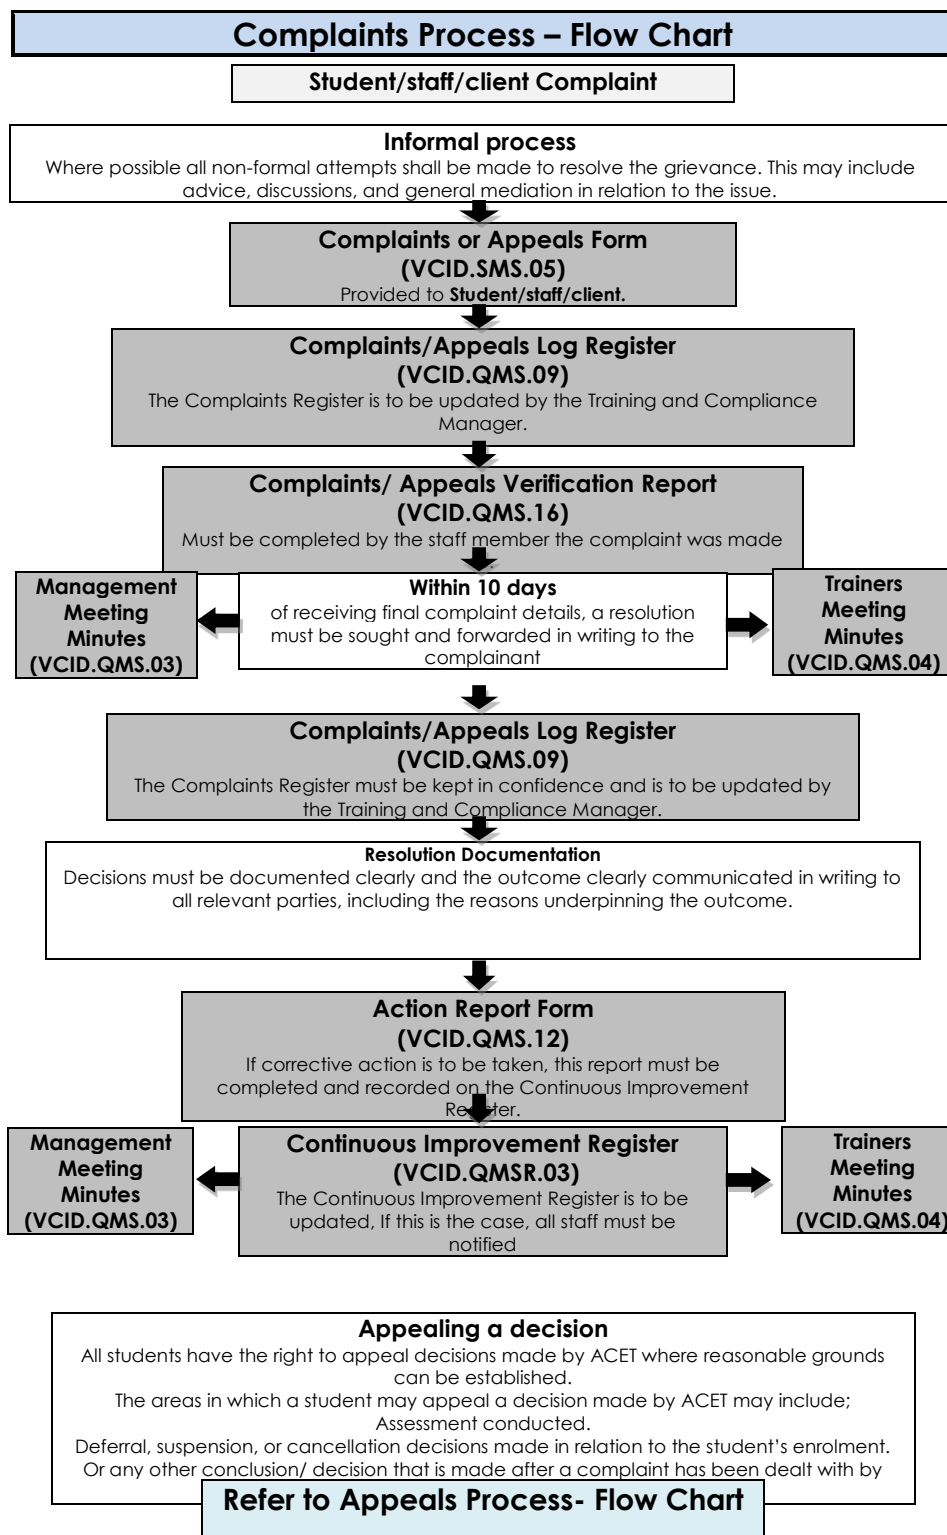 Complaints Process – Flow Chart
Student/staff/client Complaint
Informal process
Where possible all non-formal attempts shall be made to resolve the grievance. This may include
advice, discussions, and general mediation in relation to the issue.
Complaints or Appeals Form
(VCID.SMS.05)
Provided to Student/staff/client.
Complaints/Appeals Log Register
(VCID.QMS.09)
The Complaints Register is to be updated by the Training and Compliance
Manager.
Complaints/ Appeals Verification Report
(VCID.QMS.16)
Must be completed by the staff member the complaint was made
Management
Meeting
Minutes
(VCID.QMS.03)
Within 10 days
of receiving final complaint details, a resolution
must be sought and forwarded in writing to the
complainant
Trainers
Meeting
Minutes
(VCID.QMS.04)
Complaints/Appeals Log Register
(VCID.QMS.09)
The Complaints Register must be kept in confidence and is to be updated by
the Training and Compliance Manager.
Resolution Documentation
Decisions must be documented clearly and the outcome clearly communicated in writing to
all relevant parties, including the reasons underpinning the outcome.
Action Report Form
(VCID.QMS.12)
If corrective action is to be taken, this report must be
completed and recorded on the Continuous Improvement
Register.
Management
Meeting
Minutes
(VCID.QMS.03)
Continuous Improvement Register
(VCID.QMSR.03)
The Continuous Improvement Register is to be
updated, If this is the case, all staff must be
notified
Trainers
Meeting
Minutes
(VCID.QMS.04)
Appealing a decision
All students have the right to appeal decisions made by ACET where reasonable grounds
can be established.
The areas in which a student may appeal a decision made by ACET may include;
Assessment conducted.
Deferral, suspension, or cancellation decisions made in relation to the student’s enrolment.
Or any other conclusion/ decision that is made after a complaint has been dealt with by
Refer to Appeals Process- Flow Chart